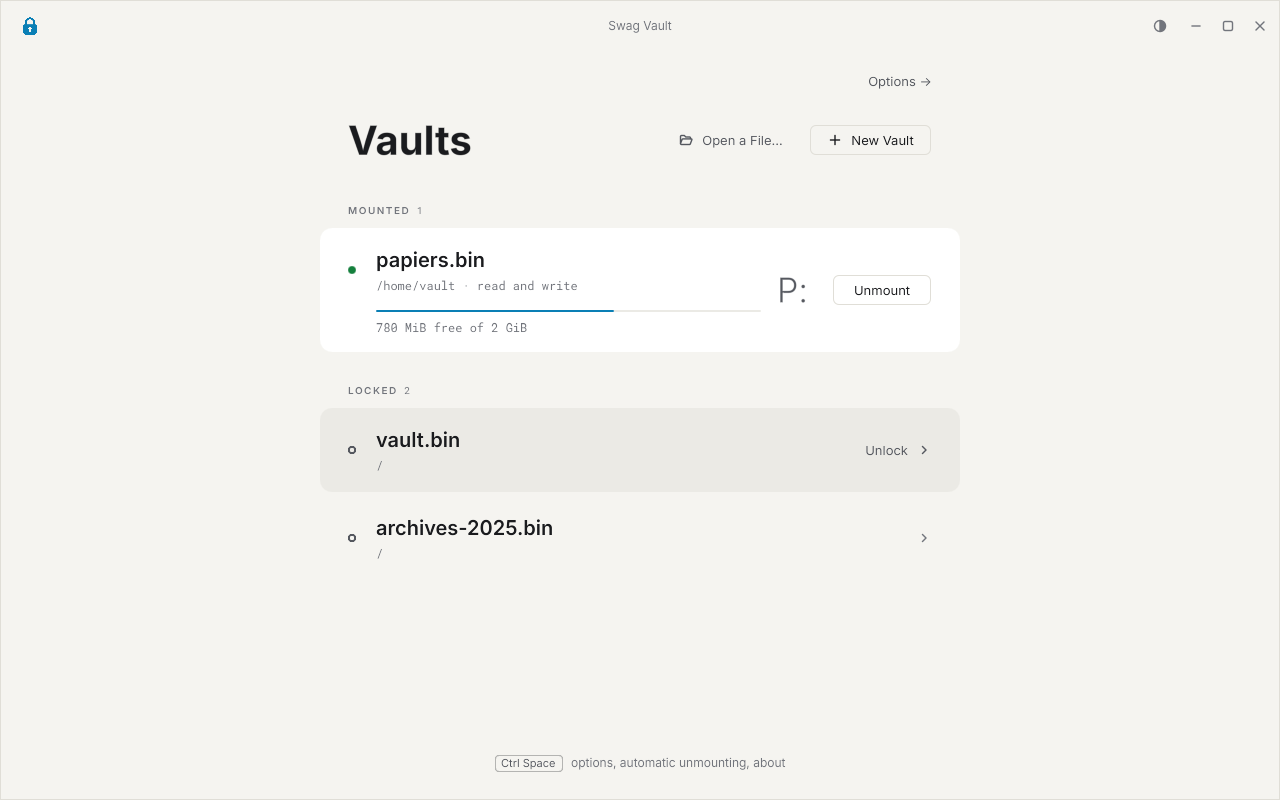 Swag Vault
Options →
Vaults
Open a File...
New Vault
MOUNTED 1
papiers.bin
/home/vault · read and write
780 MiB free of 2 GiB
P:
Unmount
LOCKED 2
vault.bin
/
Unlock
archives-2025.bin
/
Ctrl Space options, automatic unmounting, about